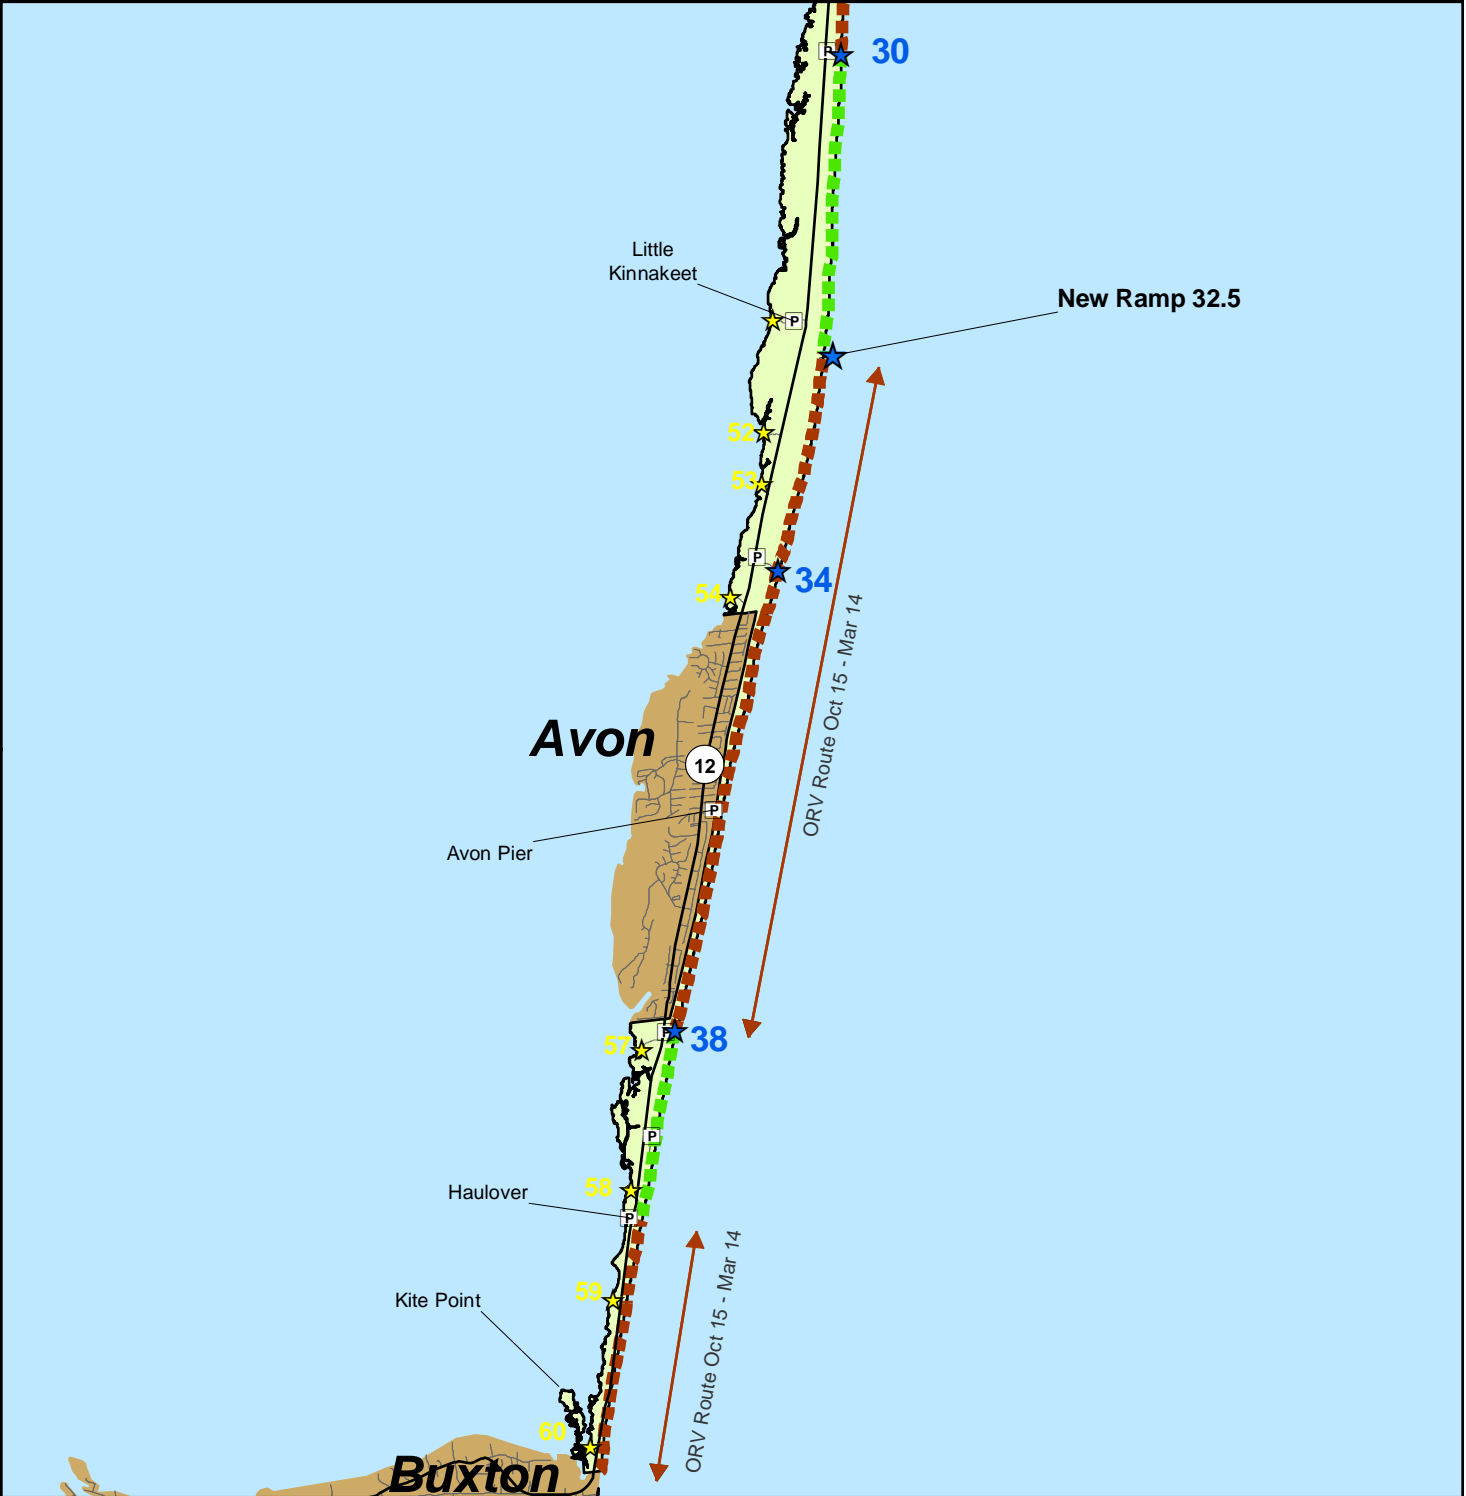 P
30
Little
Kinnakeet
New Ramp 32.5
P
52
53
P
34
54
ORV Route Oct 15 - Mar 14
Avon
12
P
Avon Pier
P
38
57
P
58
Haulover
P
ORV Route Oct 15 - Mar 14
59
Kite Point
60
Buxton